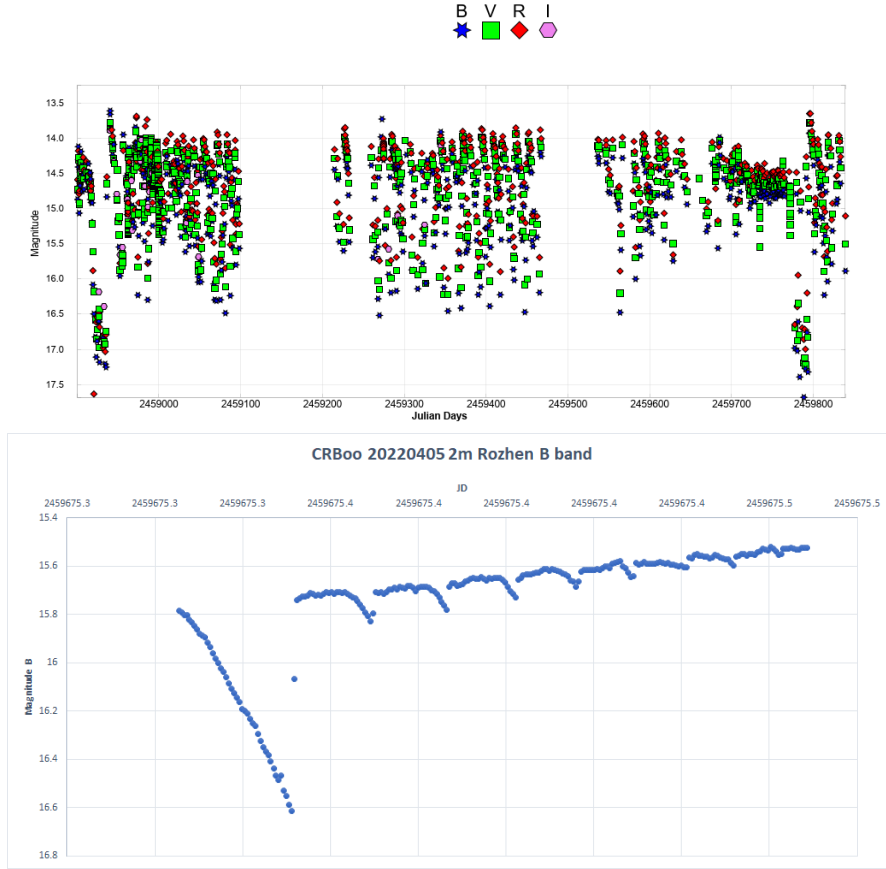 B V R I
13.5
14.0
14.5
15.0
15.5
16.0
16.5
17.0
17.5
Magnitude
2459000 2459100 2459200 2459300 2459400 2459500 2459600 2459700 2459800
Julian Days
CRBoo 20220405 2m Rozhen B band
JD
2459675.3 2459675.3 2459675.3 2459675.4 2459675.4 2459675.4 2459675.4 2459675.4 2459675.5 2459675.5
15.4
15.6
15.8
16
16.2
16.4
16.6
16.8
Magnitude B